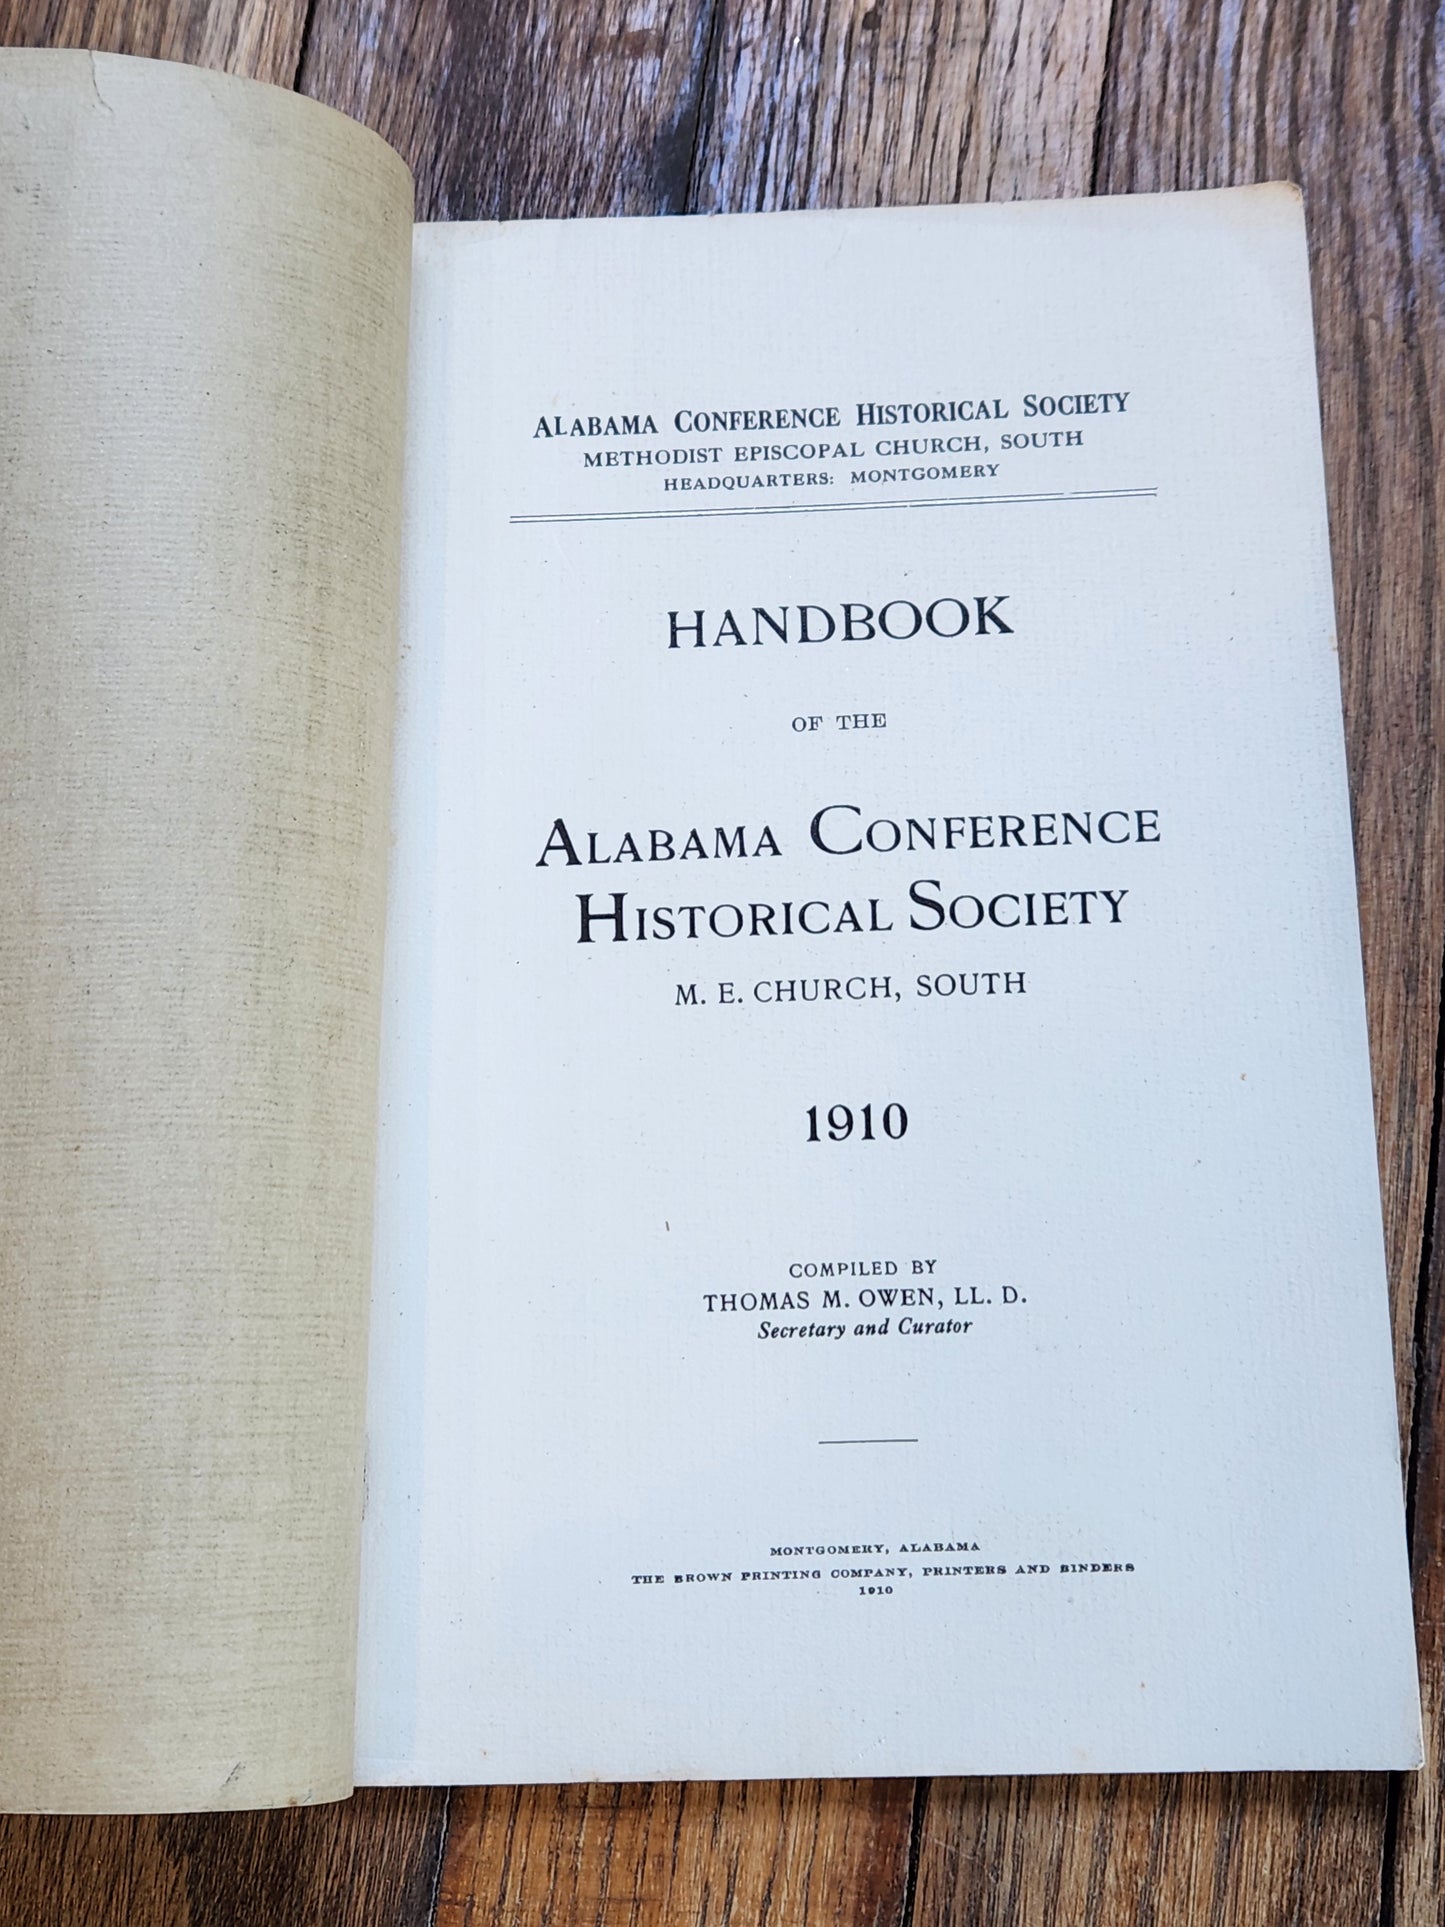 ALABAMA CONFERENCE HISTORICAL SOCIETY
METHODIST EPISCOPAL CHURCH, SOUTH
HEADQUARTERS: MONTGOMERY
HANDBOOK
OF THE
ALABAMA CONFERENCE
HISTORICAL SOCIETY
M. E. CHURCH, SOUTH
1910
COMPILED BY
THOMAS M. OWEN, LL. D.
Secretary and Curator
MONTGOMERY, ALABAMA
THE BROWN PRINTING COMPANY, PRINTERS AND BINDERS
1910